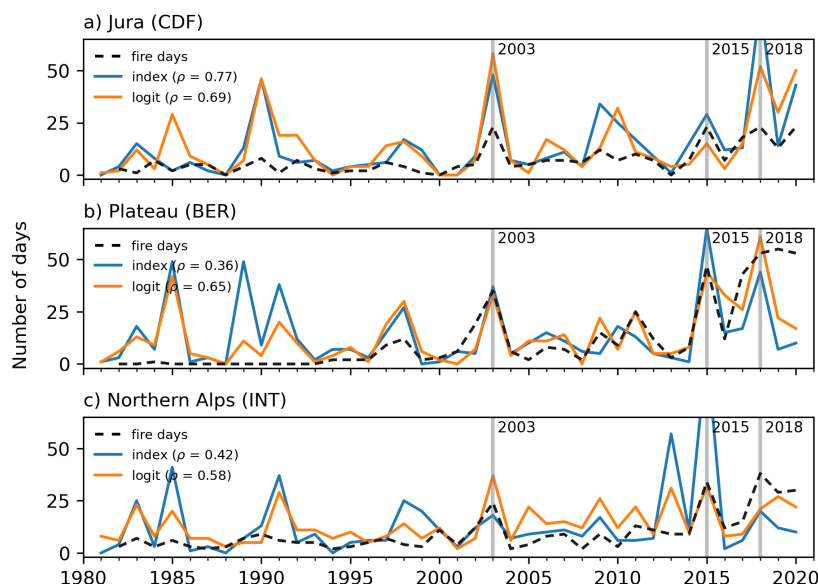 a) Jura (CDF)
fire days
index (ρ = 0.77)
logit (ρ = 0.69)
2003
2015
2018
50
25
0
b) Plateau (BER)
fire days
index (ρ = 0.36)
logit (ρ = 0.65)
2003
2015
2018
50
25
0
Number of days
c) Northern Alps (INT)
fire days
index (ρ = 0.42)
logit (ρ = 0.58)
2003
2015
2018
50
25
0
1980 1985 1990 1995 2000 2005 2010 2015 2020